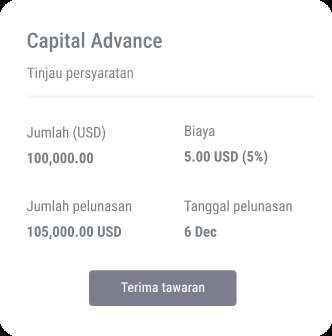 Capital Advance
Tinjau persyaratan
Jumlah (USD)
100,000.00
Biaya
5.00 USD (5%)
Jumlah pelunasan
105,000.00 USD
Tanggal pelunasan
6 Dec
Terima tawaran